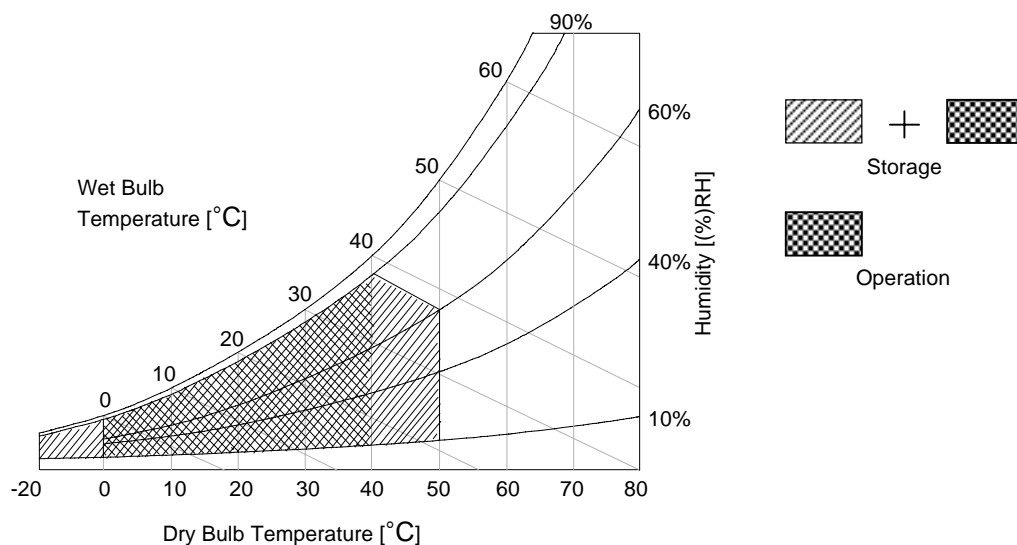 90%
60
60%
50
Wet Bulb
Temperature [°C]
40
40%
30
20
10
0
10%
Humidity [(%)RH]
-20 0 10 20 30 40 50 60 70 80
Dry Bulb Temperature [°C]
+
Storage
Operation